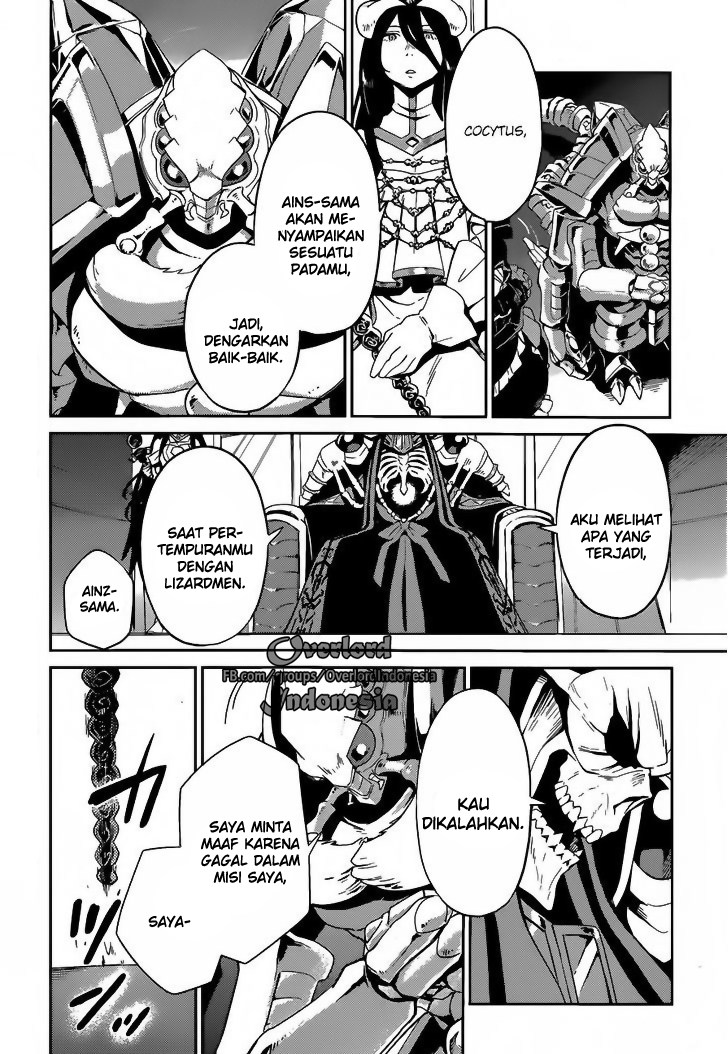 COCYTUS,
AINS-SAMA
AKAN ME-
NYAMPAIKAN
SESUATU
PADAMU,
JADI,
DENGARKAN
BAIK-BAIK.
AKU MELIHAT
APA YANG
TERJADI,
SAAT PER-
TEMPURANMU
DENGAN
LIZARDMEN.
AINZ-
SAMA.
Overlord
FB.com/groups/OverlordIndonesia
Indonesia
KAU
DIKALAHKAN.
SAYA MINTA
MAAF KARENA
GAGAL DALAM
MISI SAYA,
SAYA-